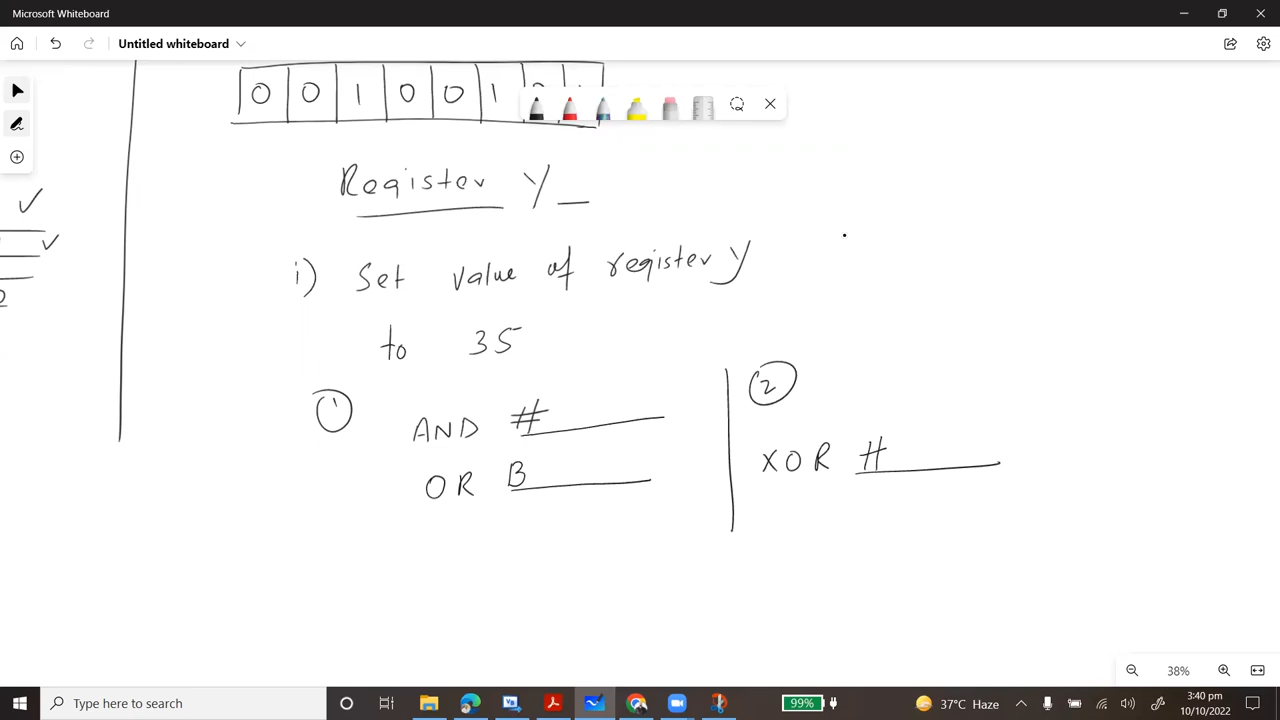 Microsoft Whiteboard
Untitled whiteboard
0 0 1 0 0 1
Register Y
i) Set value of register Y
to 35
1
AND #
OR B
2
XOR #
38%
Type here to search
99%
37°C Haze
3:40 pm
10/10/2022